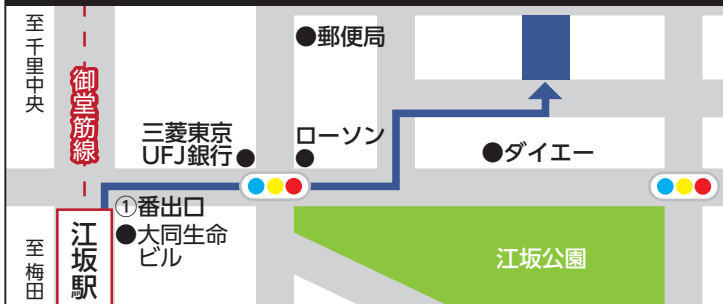 至千里中央
御堂筋線
●郵便局
三菱東京
UFJ銀行●
ローソン
●ダイエー
①番出口
●大同生命
ビル
江坂駅
至梅田
江坂公園